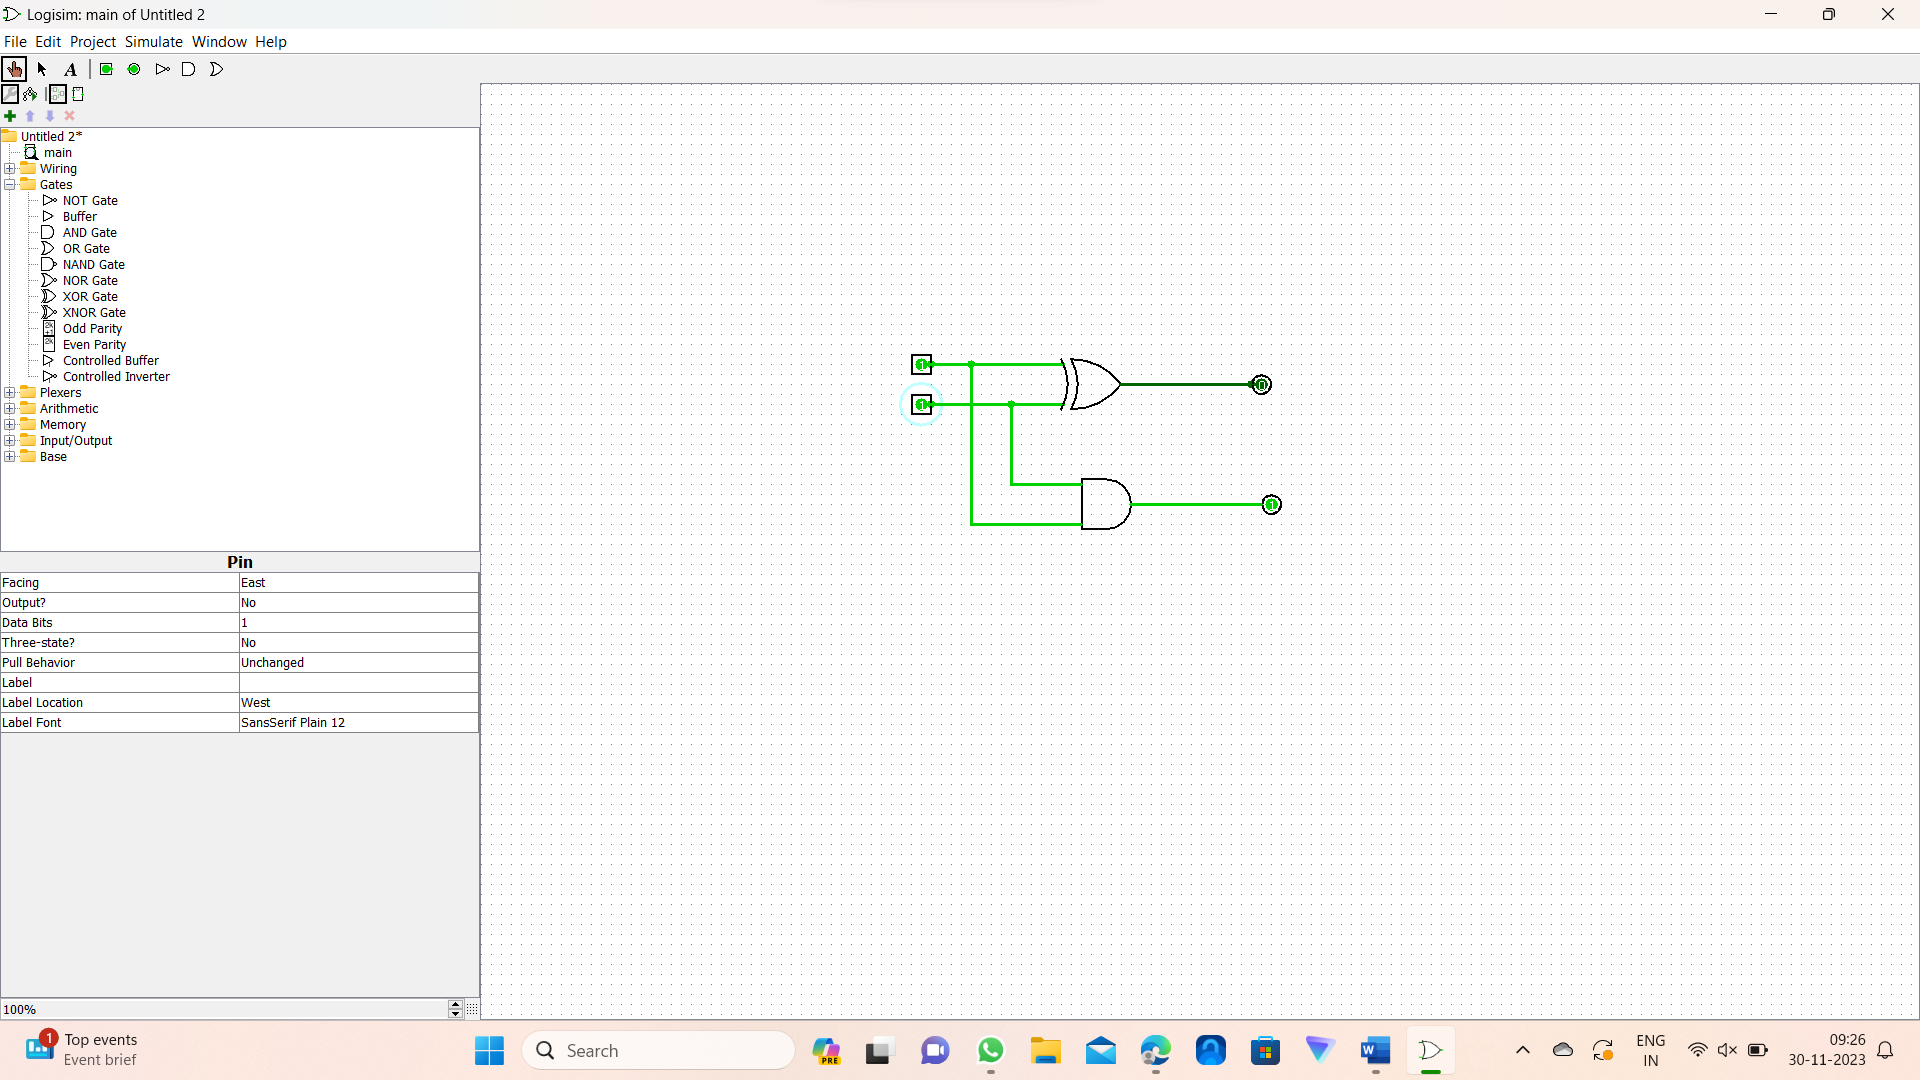 Logisim: main of Untitled 2
File Edit Project Simulate Window Help
A
Untitled 2*
main
Wiring
Gates
NOT Gate
Buffer
AND Gate
OR Gate
NAND Gate
NOR Gate
XOR Gate
XNOR Gate
Odd Parity
Even Parity
Controlled Buffer
Controlled Inverter
Plexers
Arithmetic
Memory
Input/Output
Base
1
1
0
1
Pin
Facing East
Output? No
Data Bits 1
Three-state? No
Pull Behavior Unchanged
Label
Label Location West
Label Font SansSerif Plain 12
100%
1
Top events
Event brief
Search
PRE
ENG
IN
09:26
30-11-2023